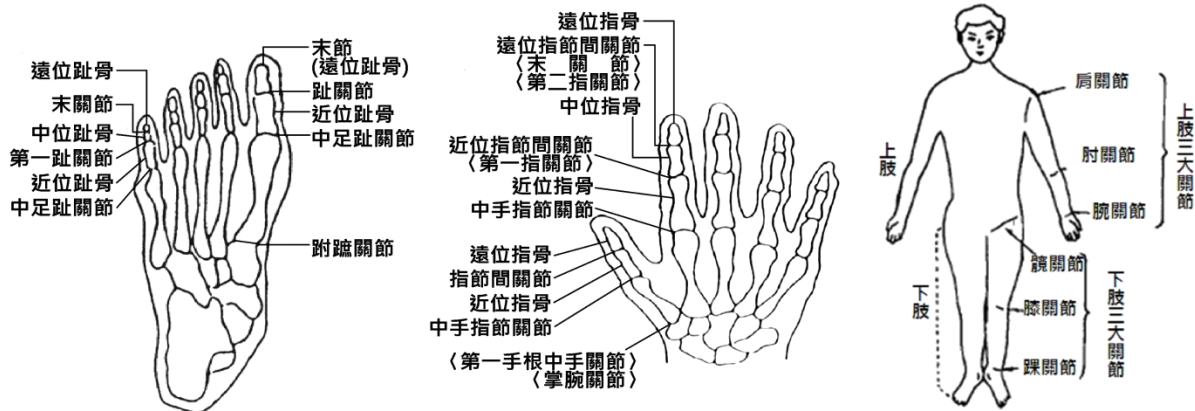 遠位趾骨
末關節
中位趾骨
第一趾關節
近位趾骨
中足趾關節
末節
(遠位趾骨)
趾關節
近位趾骨
中足趾關節
跗蹠關節
遠位指骨
遠位指節間關節
〈末關節〉
〈第二指關節〉
中位指骨
近位指節間關節
〈第一指關節〉
近位指骨
中手指節關節
遠位指骨
指節間關節
近位指骨
中手指節關節
〈第一手根中手關節〉
〈掌腕關節〉
上肢
肩關節
肘關節
腕關節
上肢三大關節
下肢
髖關節
膝關節
踝關節
下肢三大關節